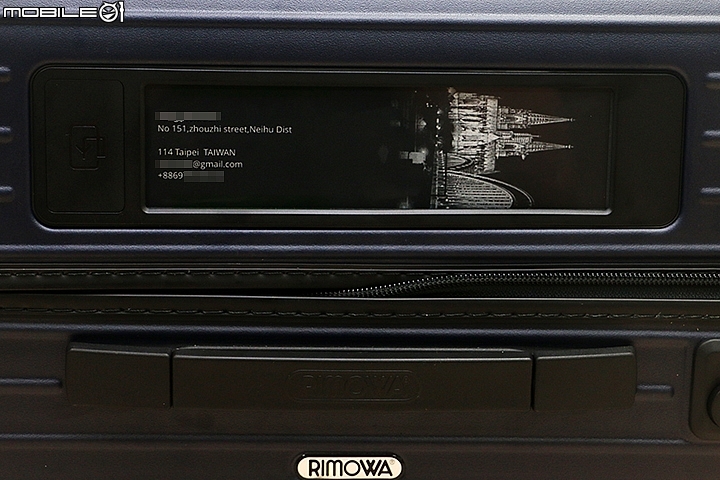 MOBILE01
No 151,zhouzhi street,Neihu Dist
114 Taipei TAIWAN
@gmail.com
+8869
RIMOWA
RIMOWA